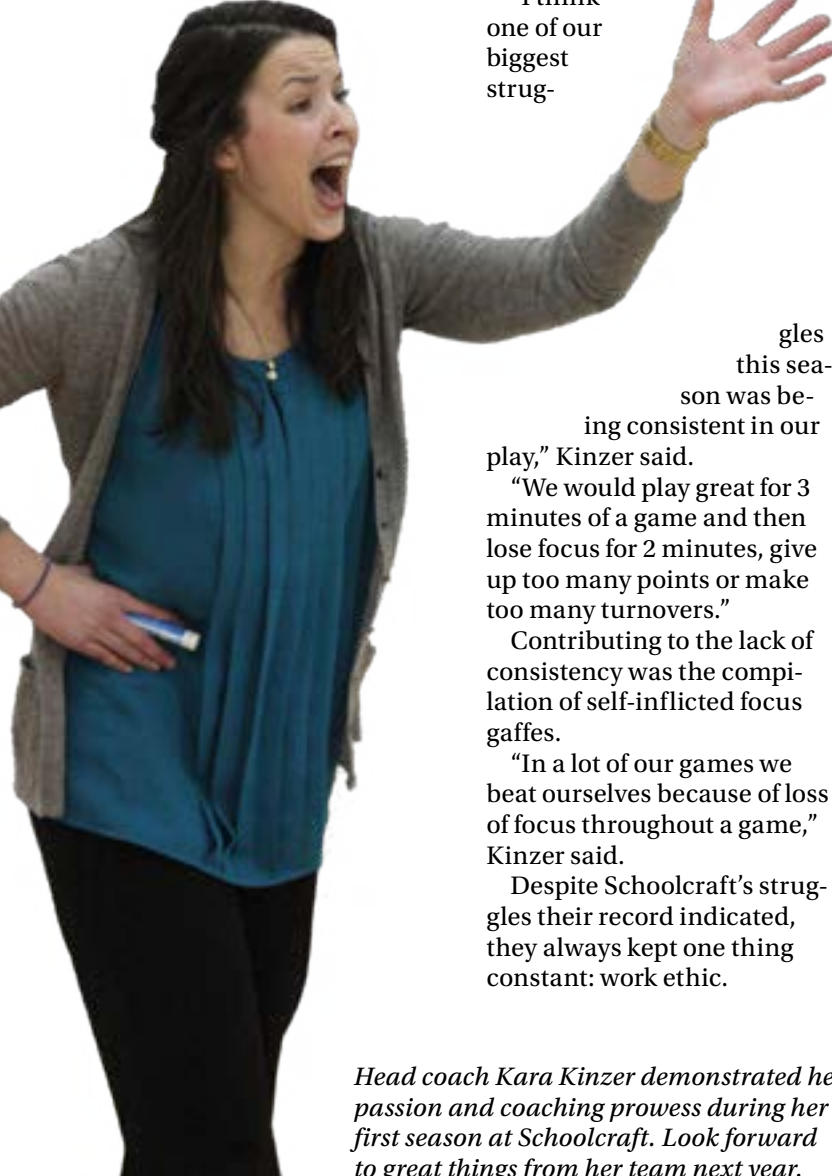 “I think
one of our
biggest
strug-
gles
this sea-
son was be-
ing consistent in our
play,” Kinzer said.
“We would play great for 3
minutes of a game and then
lose focus for 2 minutes, give
up too many points or make
too many turnovers.”
Contributing to the lack of
consistency was the compi-
lation of self-inflicted focus
gaffes.
“In a lot of our games we
beat ourselves because of loss
of focus throughout a game,”
Kinzer said.
Despite Schoolcraft’s strug-
gles their record indicated,
they always kept one thing
constant: work ethic.
Head coach Kara Kinzer demonstrated he
passion and coaching prowess during her
first season at Schoolcraft. Look forward
to great things from her team next year.